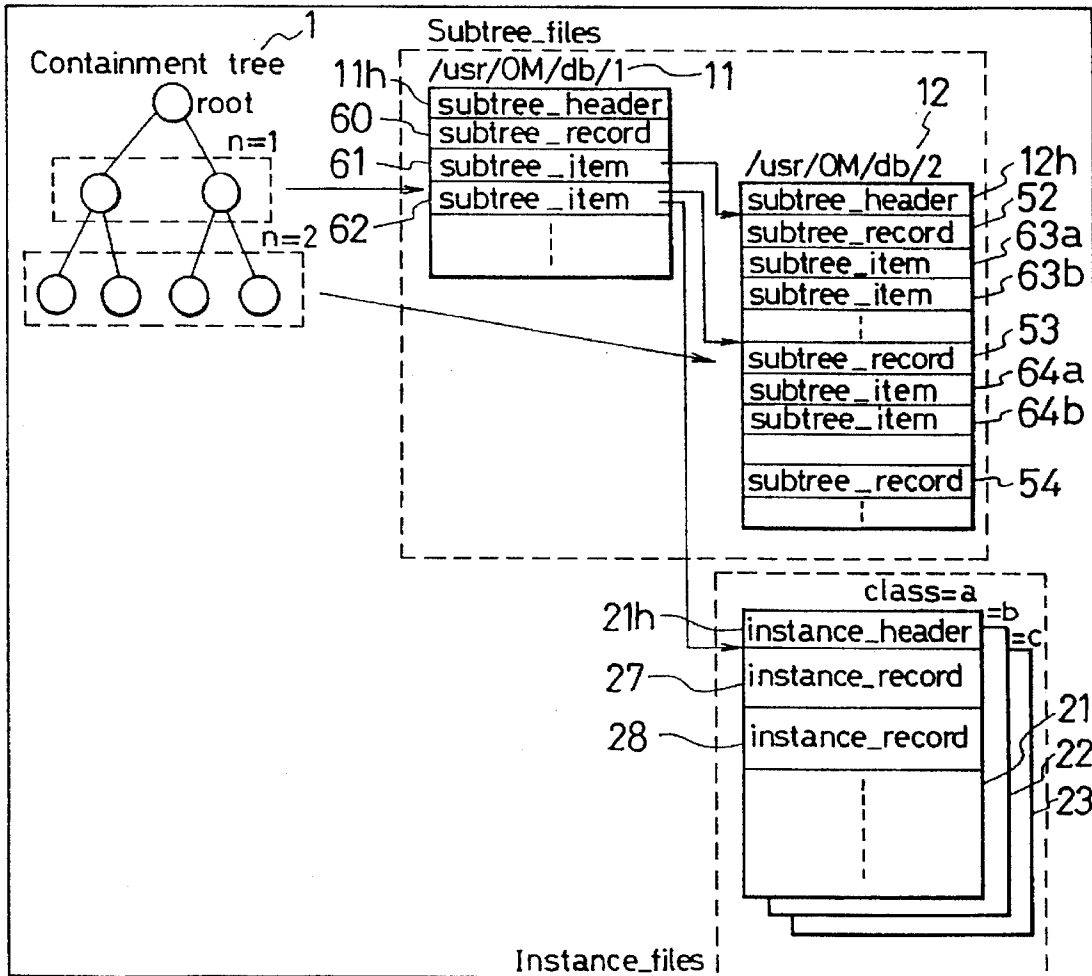 1
Containment tree
root
n=1
n=2
Subtree_files
/usr/OM/db/1
11
11h
subtree_header
60
subtree_record
61
subtree_item
62
subtree_item
12
/usr/OM/db/2
12h
subtree_header
52
subtree_record
63a
subtree_item
63b
subtree_item
53
subtree_record
64a
subtree_item
64b
subtree_item
54
subtree_record
class=a
=b
=c
21h
instance_header
27
instance_record
28
instance_record
21
22
23
Instance_files